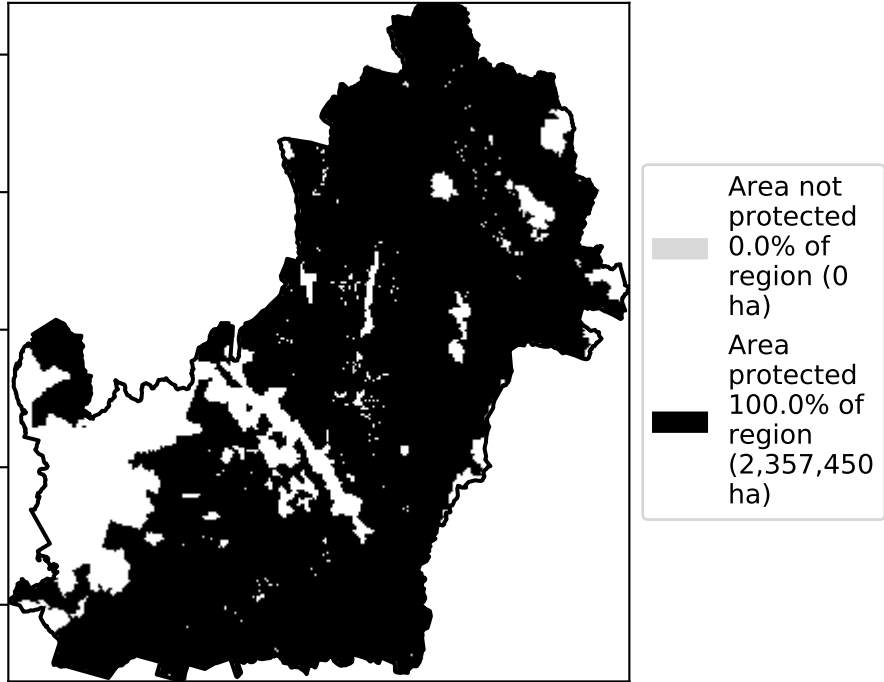 Area not
protected
0.0% of
region (0
ha)
Area
protected
100.0% of
region
(2,357,450
ha)